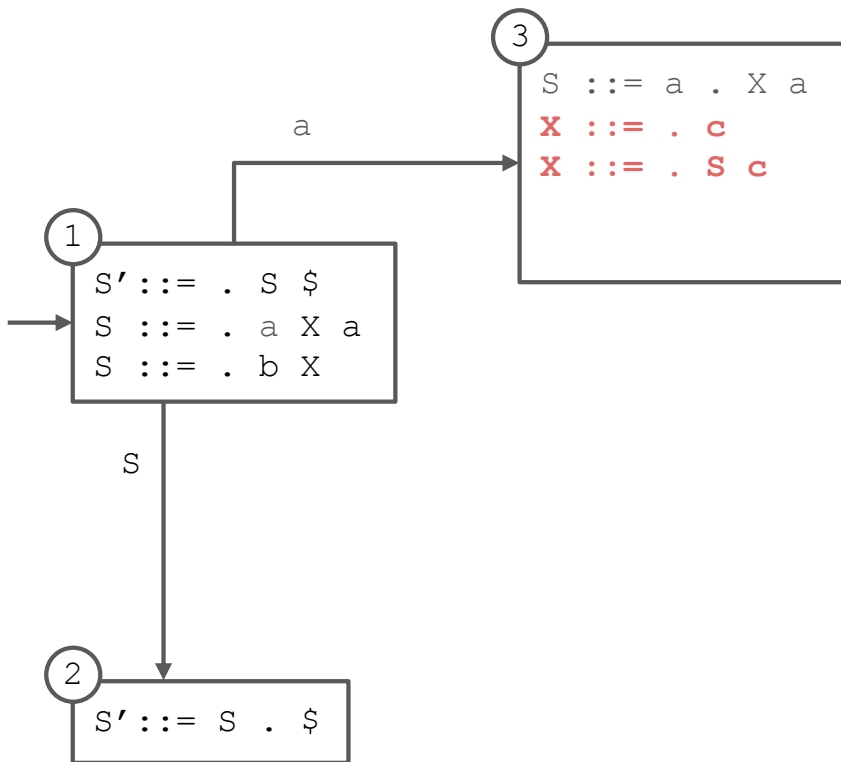 3
S ::= a . X a
X ::= . c
X ::= . S c
a
1
S’::= . S $
S ::= . a X a
S ::= . b X
S
2
S’::= S . $